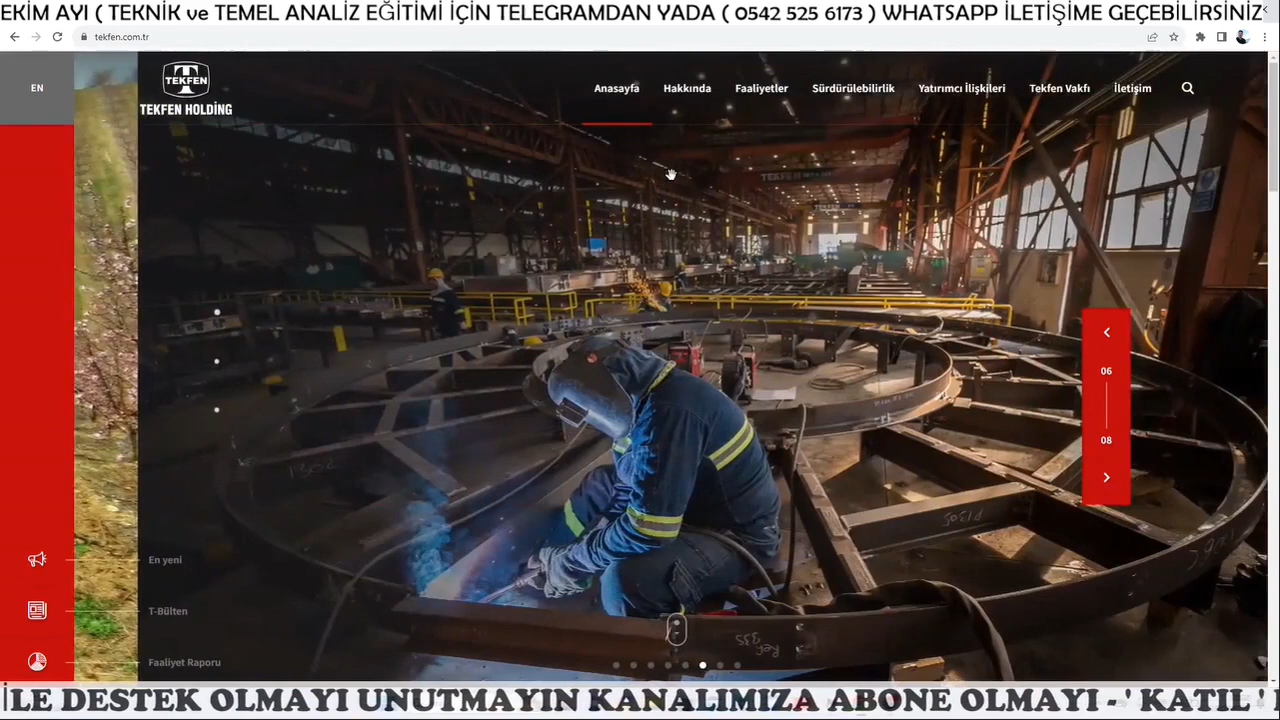 EKİM AYI ( TEKNİK ve TEMEL ANALİZ EĞİTİMİ İÇİN TELEGRAMDAN YADA ( 0542 525 6173 ) WHATSAPP İLETİŞİME GEÇEBİLİRSİNİZ
tekfen.com.tr
EN
TEKFEN
TEKFEN HOLDİNG
Anasayfa
Hakkında
Faaliyetler
Sürdürülebilirlik
Yatırımcı İlişkileri
Tekfen Vakfı
İletişim
06
08
En yeni
T-Bülten
Faaliyet Raporu
İLE DESTEK OLMAYI UNUTMAYIN KANALIMIZA ABONE OLMAYI - ' KATIL '